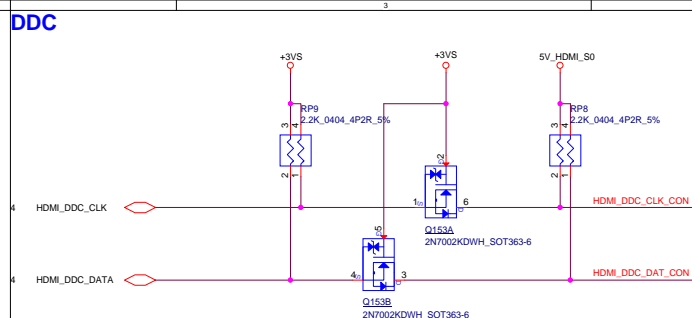 3
DDC
+3VS
+3VS
5V_HDMI_S0
RP9
2.2K_0404_4P2R_5%
RP8
2.2K_0404_4P2R_5%
3
4
3
4
2
1
2
1
2
G
4
HDMI_DDC_CLK
1
S
D
6
HDMI_DDC_CLK_CON
Q153A
2N7002KDWH_SOT363-6
5
G
4
HDMI_DDC_DATA
4
S
D
3
HDMI_DDC_DAT_CON
Q153B
2N7002KDWH_SOT363-6